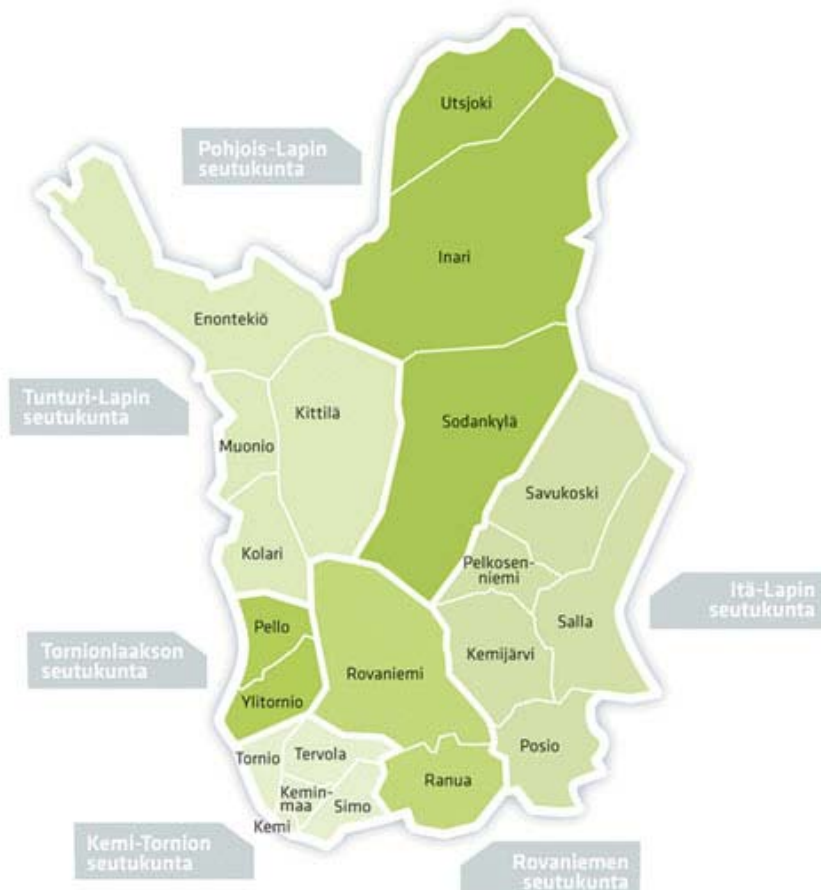 Utsjoki
Pohjois-Lapin
seutukunta
Inari
Enontekiö
Tunturi-Lapin
seutukunta
Kittilä
Sodankylä
Muonio
Savukoski
Kolari
Pelkosen-
niemi
Itä-Lapin
seutukunta
Salla
Pello
Tornionlaakson
seutukunta
Kemijärvi
Rovaniemi
Ylitornio
Posio
Tornio
Tervola
Ranua
Kemin-
maa
Simo
Kemi
Kemi-Tornion
seutukunta
Rovaniemen
seutukunta